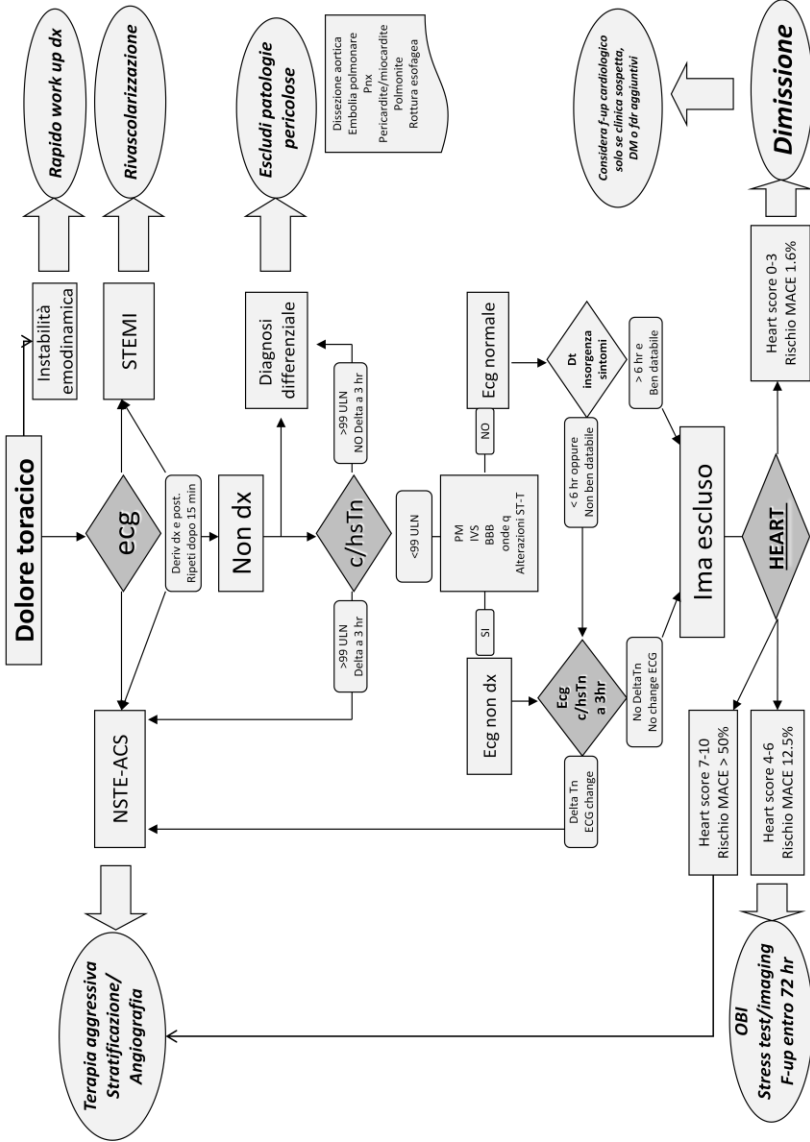 Dolore toracico
Instabilità
emodinamica
Rapido work up dx
ecg
STEMI
Rivascolarizzazione
Deriv dx e post.
Ripeti dopo 15 min
NSTE-ACS
Terapia aggressiva
Stratificazione/
Angiografia
Non dx
Diagnosi
differenziale
Escludi patologie
pericolose
Dissezione aortica
Embolia polmonare
Pnx
Pericardite/miocardite
Polmonite
Rottura esofagea
c/hsTn
>99 ULN
Delta a 3 hr
>99 ULN
NO Delta a 3 hr
<99 ULN
PM
IVS
BBB
onde q
Alterazioni ST-T
SI
NO
Ecg non dx
Ecg normale
Ecg
c/hsTn
a 3hr
Dt
insorgenza
sintomi
< 6 hr oppure
Non ben databile
> 6 hr e
Ben databile
Delta Tn
ECG change
No DeltaTn
No change ECG
Ima escluso
HEART
Heart score 7-10
Rischio MACE > 50%
Heart score 4-6
Rischio MACE 12.5%
Heart score 0-3
Rischio MACE 1.6%
OBI
Stress test/imaging
F-up entro 72 hr
Dimissione
Considera f-up cardiologico
solo se clinica sospetta,
DM o fdr aggiuntivi